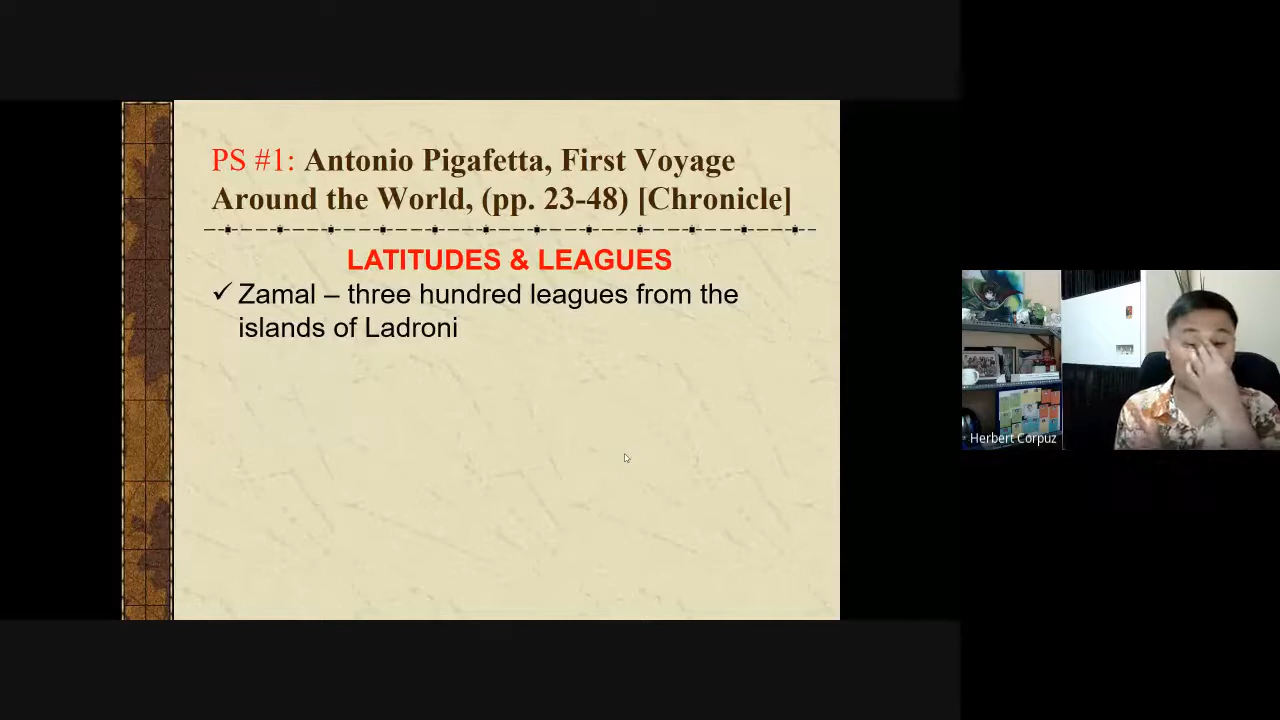 PS #1: Antonio Pigafetta, First Voyage
Around the World, (pp. 23-48) [Chronicle]
LATITUDES & LEAGUES
✓ Zamal – three hundred leagues from the
islands of Ladroni
Herbert Corpuz